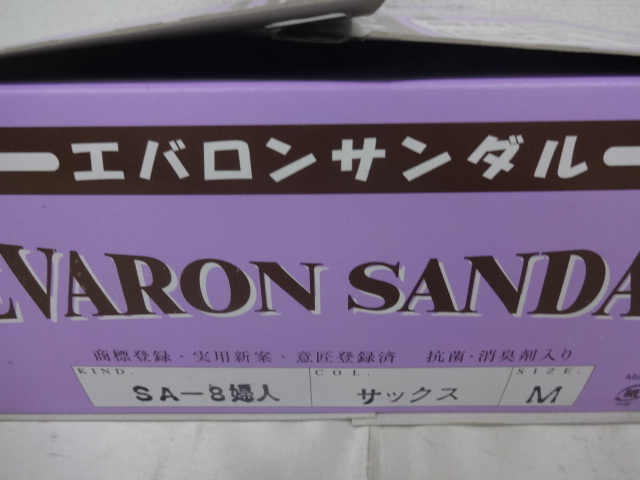 エバロンサンダル
EVARON SANDA
商標登録・実用新案・意匠登録済 抗菌・消臭剤入り
KIND. COL. SIZE.
SA-8婦人 サックス M